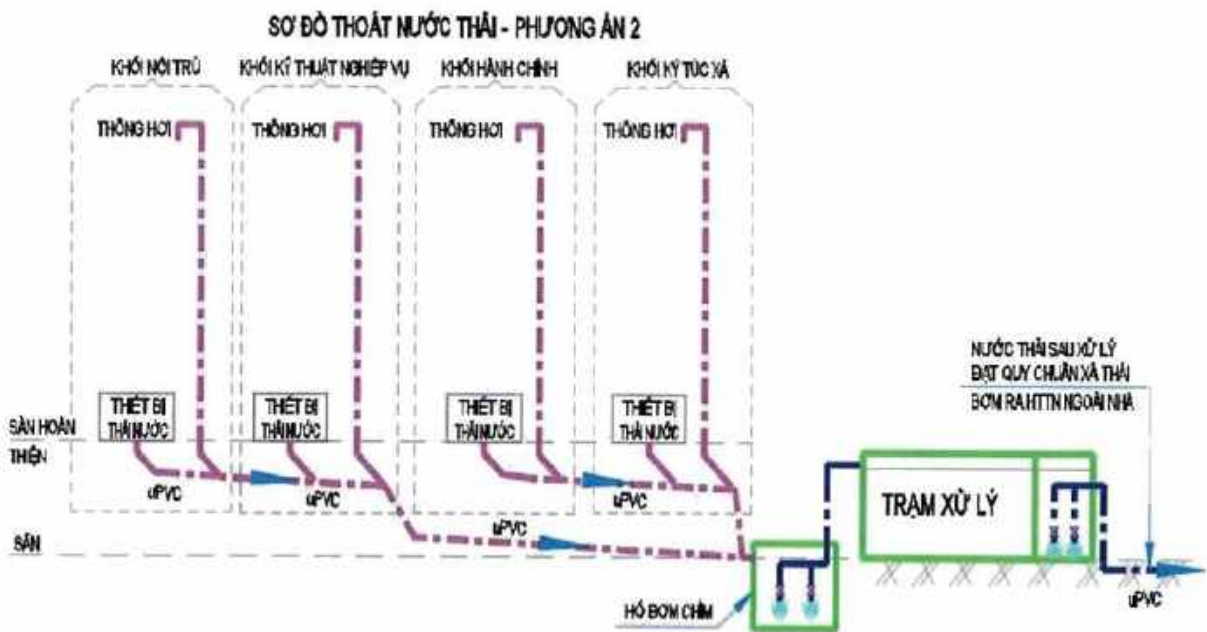 SƠ ĐỒ THOÁT NƯỚC THẢI - PHƯƠNG ÁN 2
KHỐI NỘI TRÚ
KHỐI KỸ THUẬT NGHIỆP VỤ
KHỐI HÀNH CHÍNH
KHỐI KÝ TÚC XÁ
THÔNG HƠI
THÔNG HƠI
THÔNG HƠI
THÔNG HƠI
NƯỚC THẢI SAU XỬ LÝ
ĐẠT QUY CHUẨN XẢ THẢI
BƠM RA HTTN NGOÀI NHÀ
THIẾT BỊ
THẢI NƯỚC
THIẾT BỊ
THẢI NƯỚC
THIẾT BỊ
THẢI NƯỚC
THIẾT BỊ
THẢI NƯỚC
SÀN HOÀN
THIỆN
uPVC
uPVC
uPVC
uPVC
TRẠM XỬ LÝ
SÂN
HỐ BƠM CHÌM
uPVC